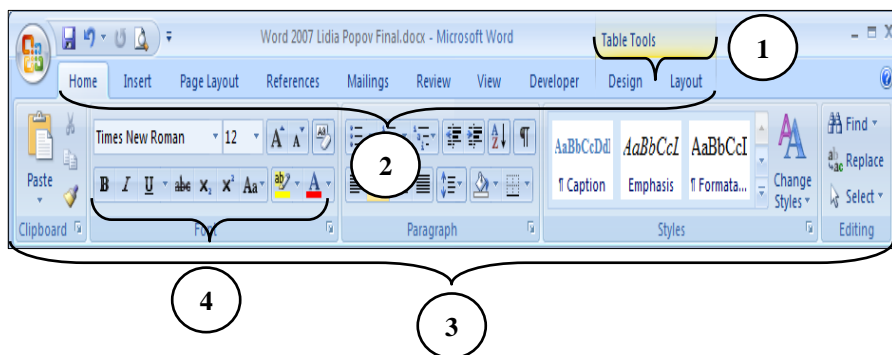 Word 2007 Lidia Popov Final.docx - Microsoft Word
Table Tools
1
Home Insert Page Layout References Mailings Review View Developer Design Layout
Times New Roman 12 A A Aa
AaBbCcDdI AaBbCcI AaBbCcI
Find
Replace
Select
2
Paste
B I U abc X₂ X² Aa ab A
¶ Caption ¶ Emphasis ¶ Formata...
Change Styles
Clipboard Font Paragraph Styles Editing
4
3